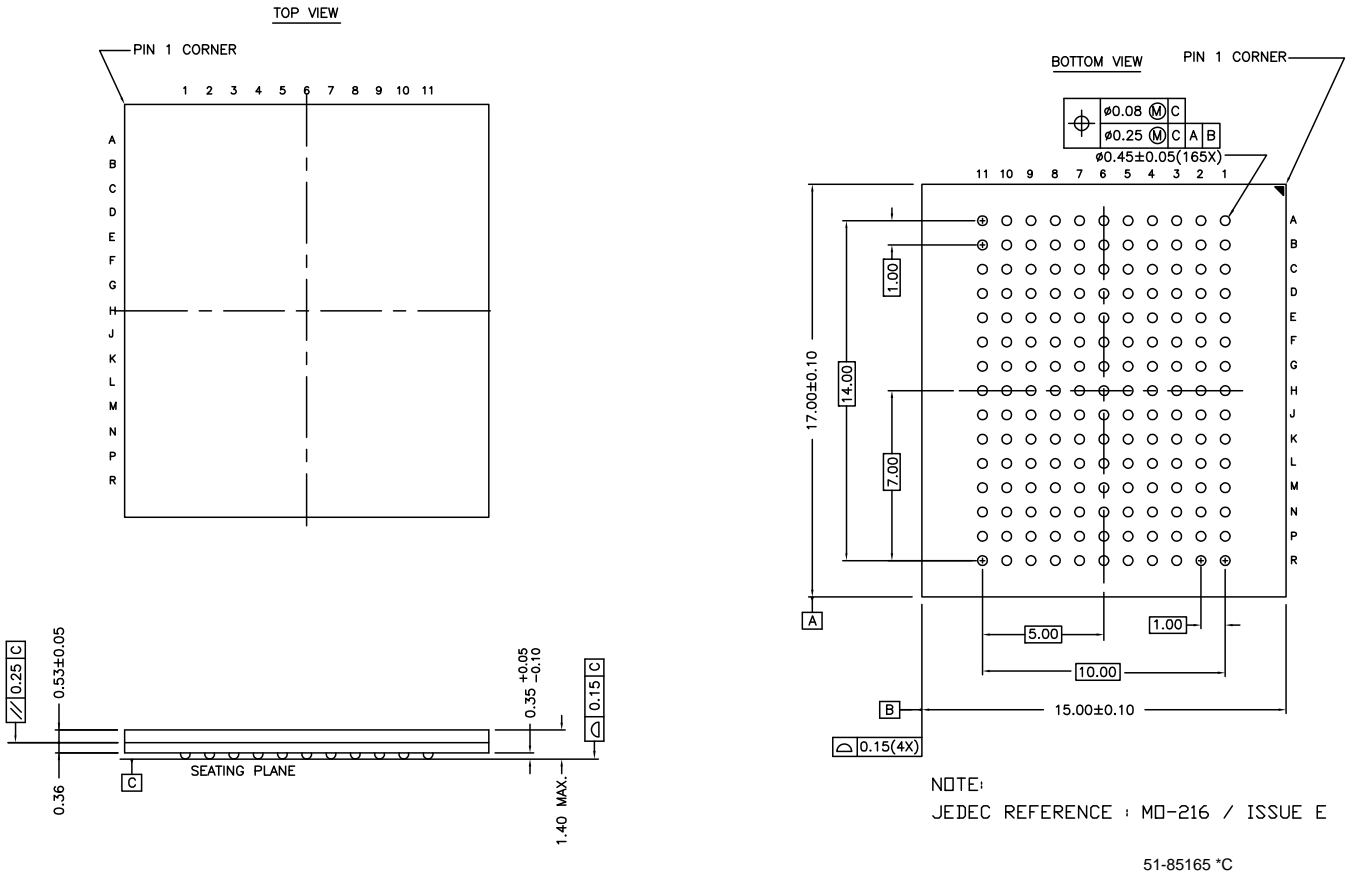 TOP VIEW
PIN 1 CORNER
1 2 3 4 5 6 7 8 9 10 11
A
B
C
D
E
F
G
H
J
K
L
M
N
P
R
BOTTOM VIEW
PIN 1 CORNER
ø0.08 Ⓜ C
ø0.25 Ⓜ C A B
ø0.45±0.05(165X)
11 10 9 8 7 6 5 4 3 2 1
A
B
C
D
E
F
G
H
J
K
L
M
N
P
R
1.00
14.00
17.00±0.10
7.00
A
5.00
1.00
10.00
B
15.00±0.10
0.15(4X)
0.25 C
0.53±0.05
0.36
C
SEATING PLANE
0.35 +0.05 -0.10
1.40 MAX.
0.15 C
NOTE:
JEDEC REFERENCE : MO-216 / ISSUE E
51-85165 *C